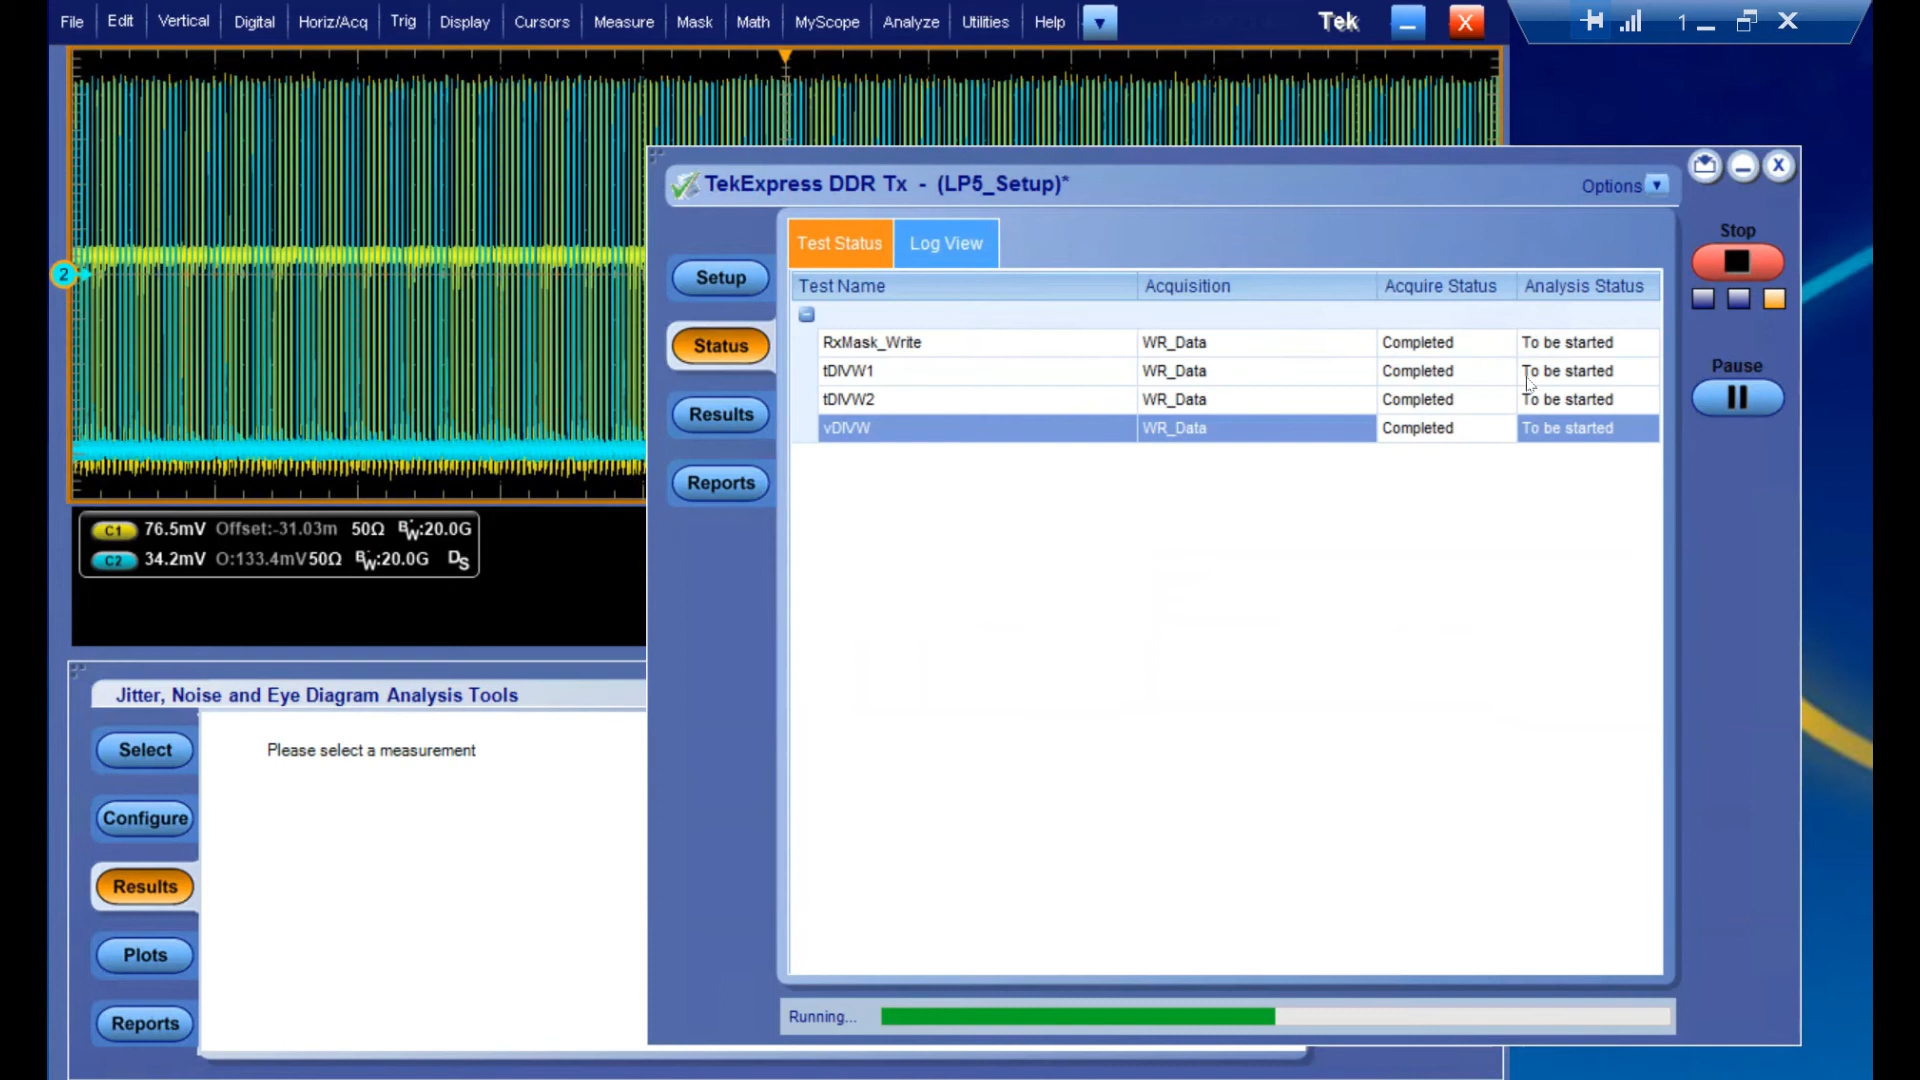 File Edit Vertical Digital Horiz/Acq Trig Display Cursors Measure Mask Math MyScope Analyze Utilities Help Tek X 1
2
C1 76.5mV Offset:-31.03m 50Ω BW:20.0G
C2 34.2mV O:133.4mV 50Ω BW:20.0G DS
Jitter, Noise and Eye Diagram Analysis Tools
Select
Configure
Results
Plots
Reports
Please select a measurement
TekExpress DDR Tx - (LP5_Setup)*
Options
X
Setup
Status
Results
Reports
Test Status Log View
Test Name Acquisition Acquire Status Analysis Status
RxMask_Write WR_Data Completed To be started
tDIVW1 WR_Data Completed To be started
tDIVW2 WR_Data Completed To be started
vDIVW WR_Data Completed To be started
Stop
Pause
Running...